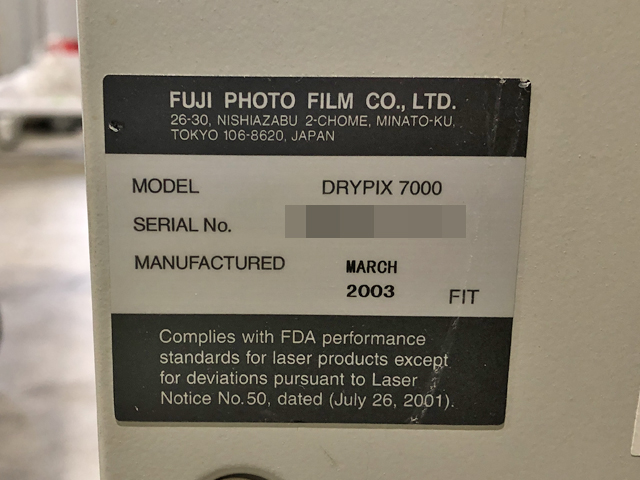 FUJI PHOTO FILM CO., LTD.
26-30, NISHIAZABU 2-CHOME, MINATO-KU,
TOKYO 106-8620, JAPAN
MODEL DRYPIX 7000
SERIAL No.
MANUFACTURED MARCH
2003 FIT
Complies with FDA performance
standards for laser products except
for deviations pursuant to Laser
Notice No.50, dated (July 26, 2001).